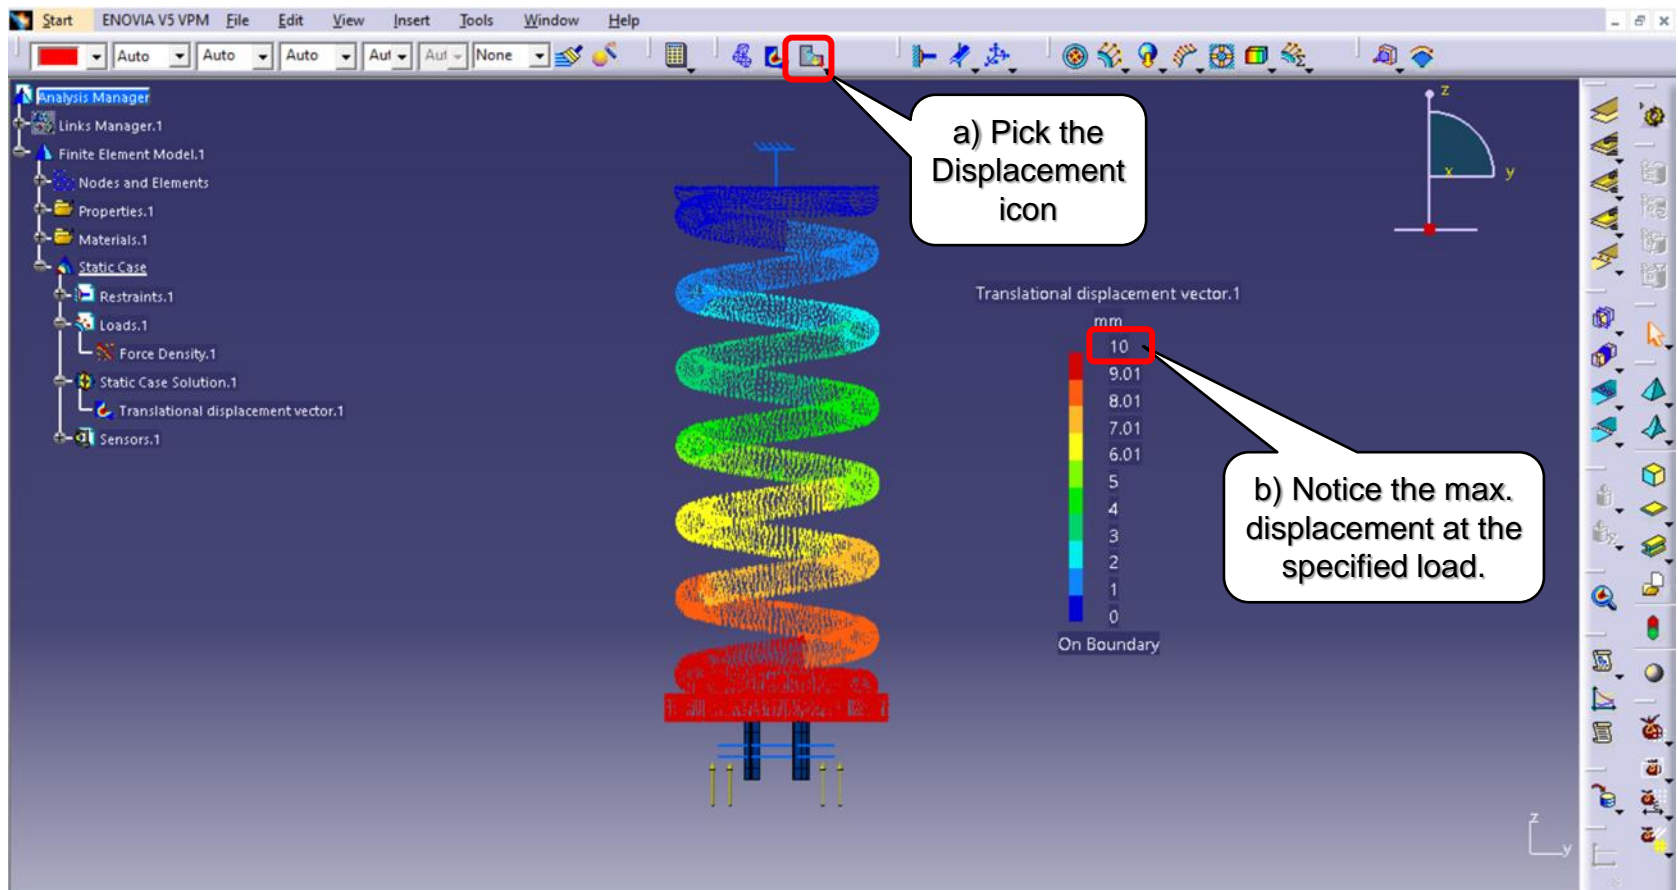 Start ENOVIA V5 VPM File Edit View Insert Tools Window Help
Auto Auto Auto Aut Aut None
Analysis Manager
Links Manager.1
Finite Element Model.1
Nodes and Elements
Properties.1
Materials.1
Static Case
Restraints.1
Loads.1
Force Density.1
Static Case Solution.1
Translational displacement vector.1
Sensors.1
a) Pick the
Displacement
icon
z
x
y
Translational displacement vector.1
mm
10
9.01
8.01
7.01
6.01
5
4
3
2
1
0
On Boundary
b) Notice the max.
displacement at the
specified load.
z
y